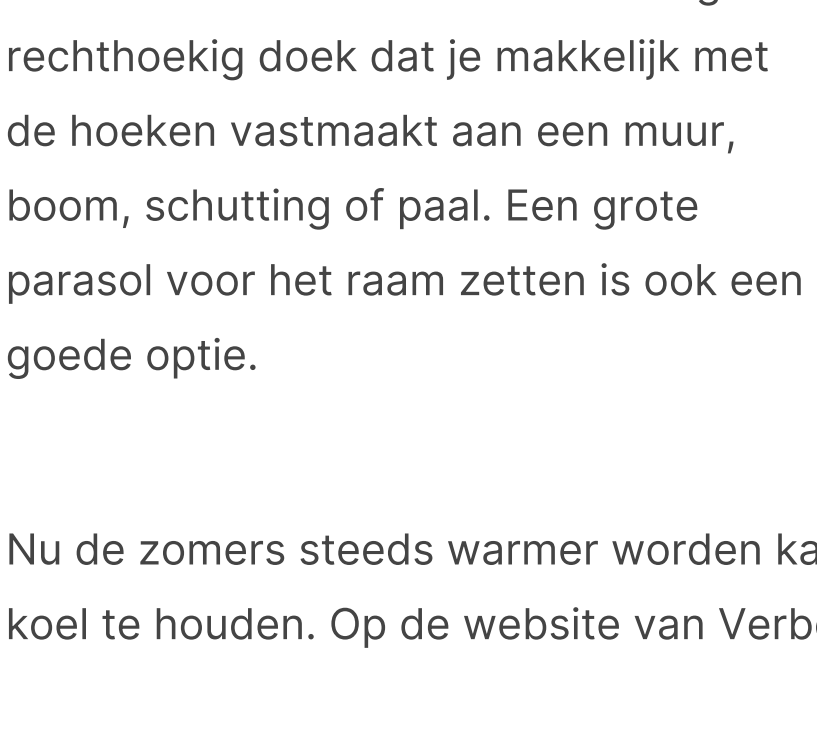 rechthoekig doek dat je makkelijk met
de hoeken vastmaakt aan een muur,
boom, schutting of paal. Een grote
parasol voor het raam zetten is ook een
goede optie.
Nu de zomers steeds warmer worden
koel te houden. Op de website van